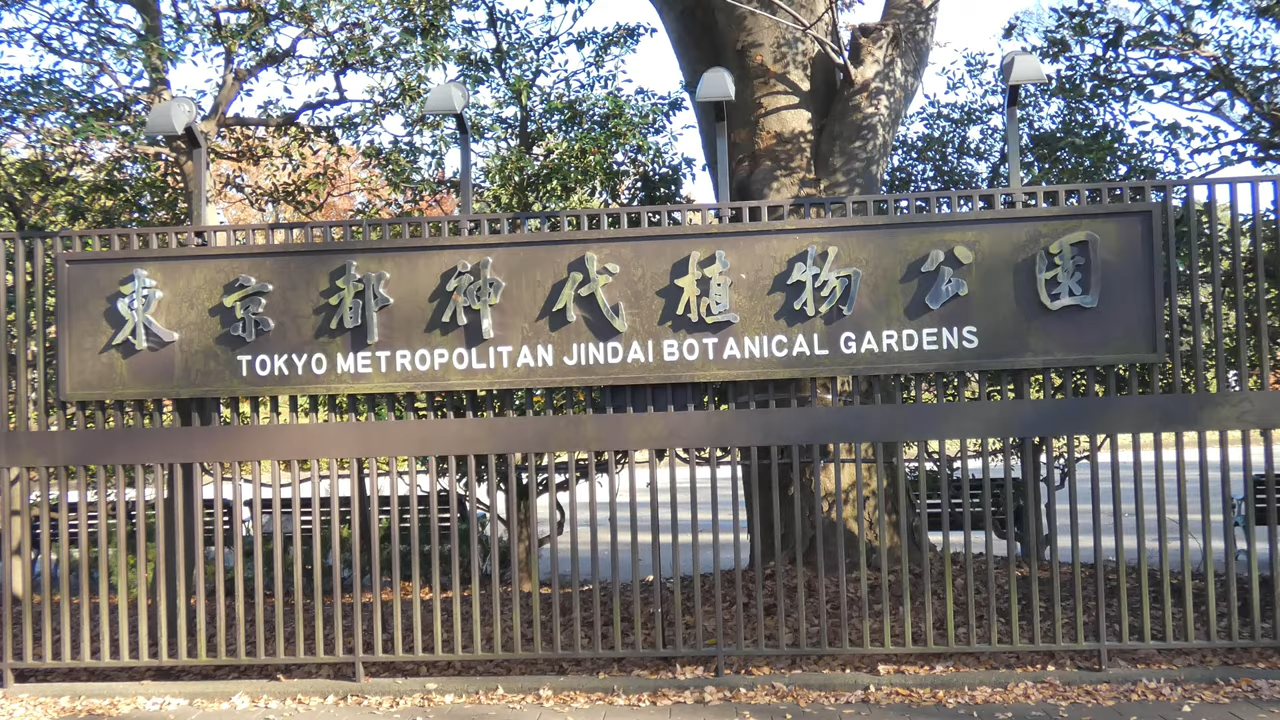 東京都神代植物公園
TOKYO METROPOLITAN JINDAI BOTANICAL GARDENS